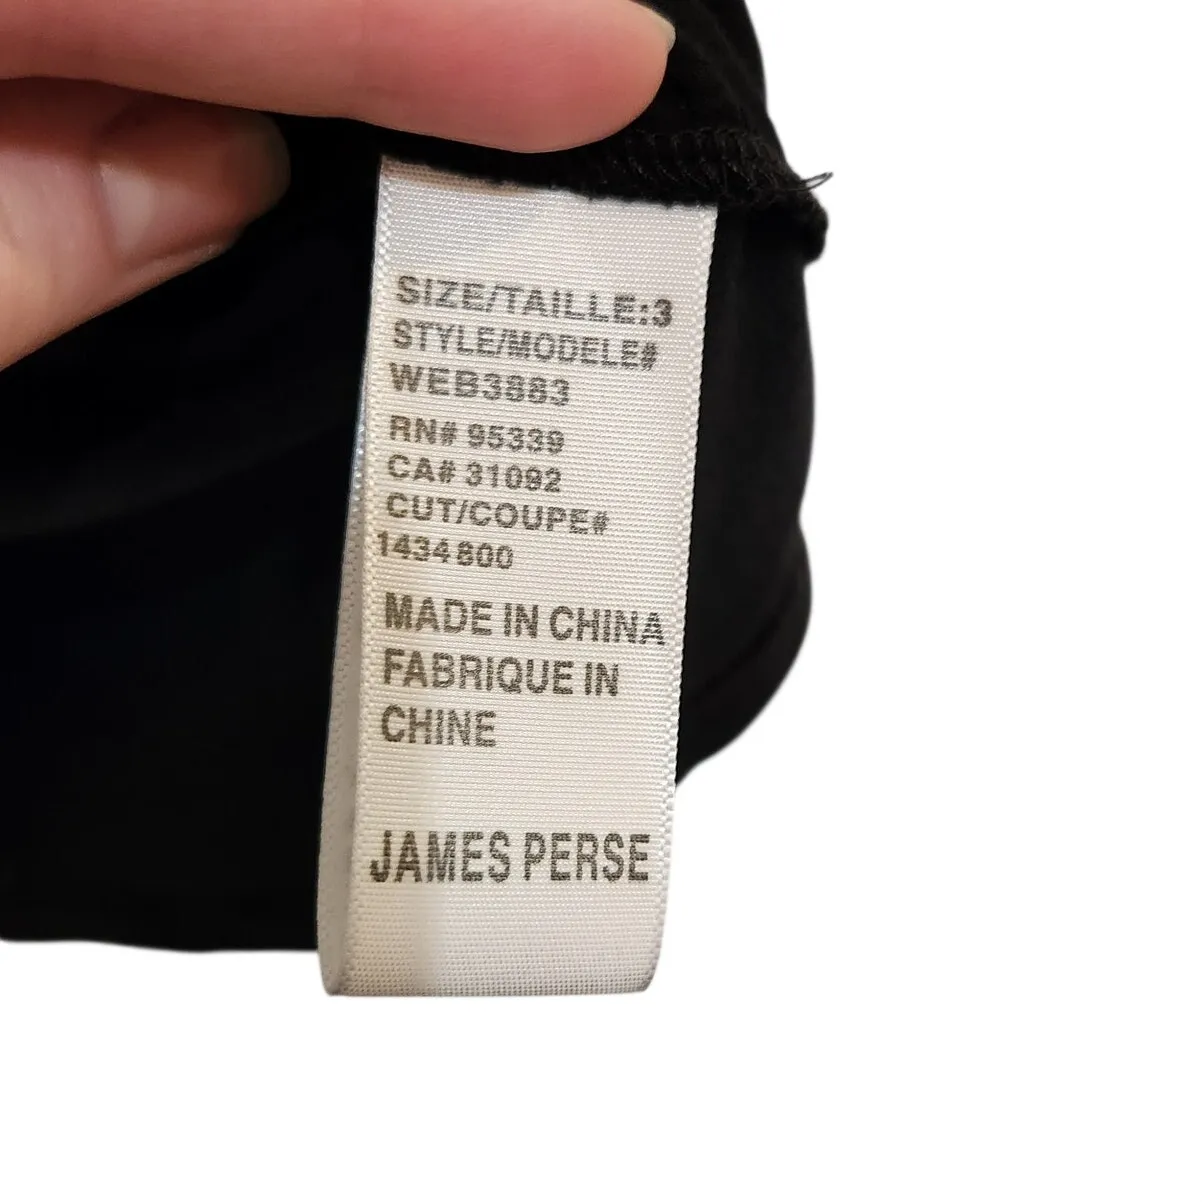 SIZE/TAILLE:3
STYLE/MODELE#
WEB3883
RN# 95339
CA# 31092
CUT/COUPE#
1434800
MADE IN CHINA
FABRIQUE IN
CHINE
JAMES PERSE